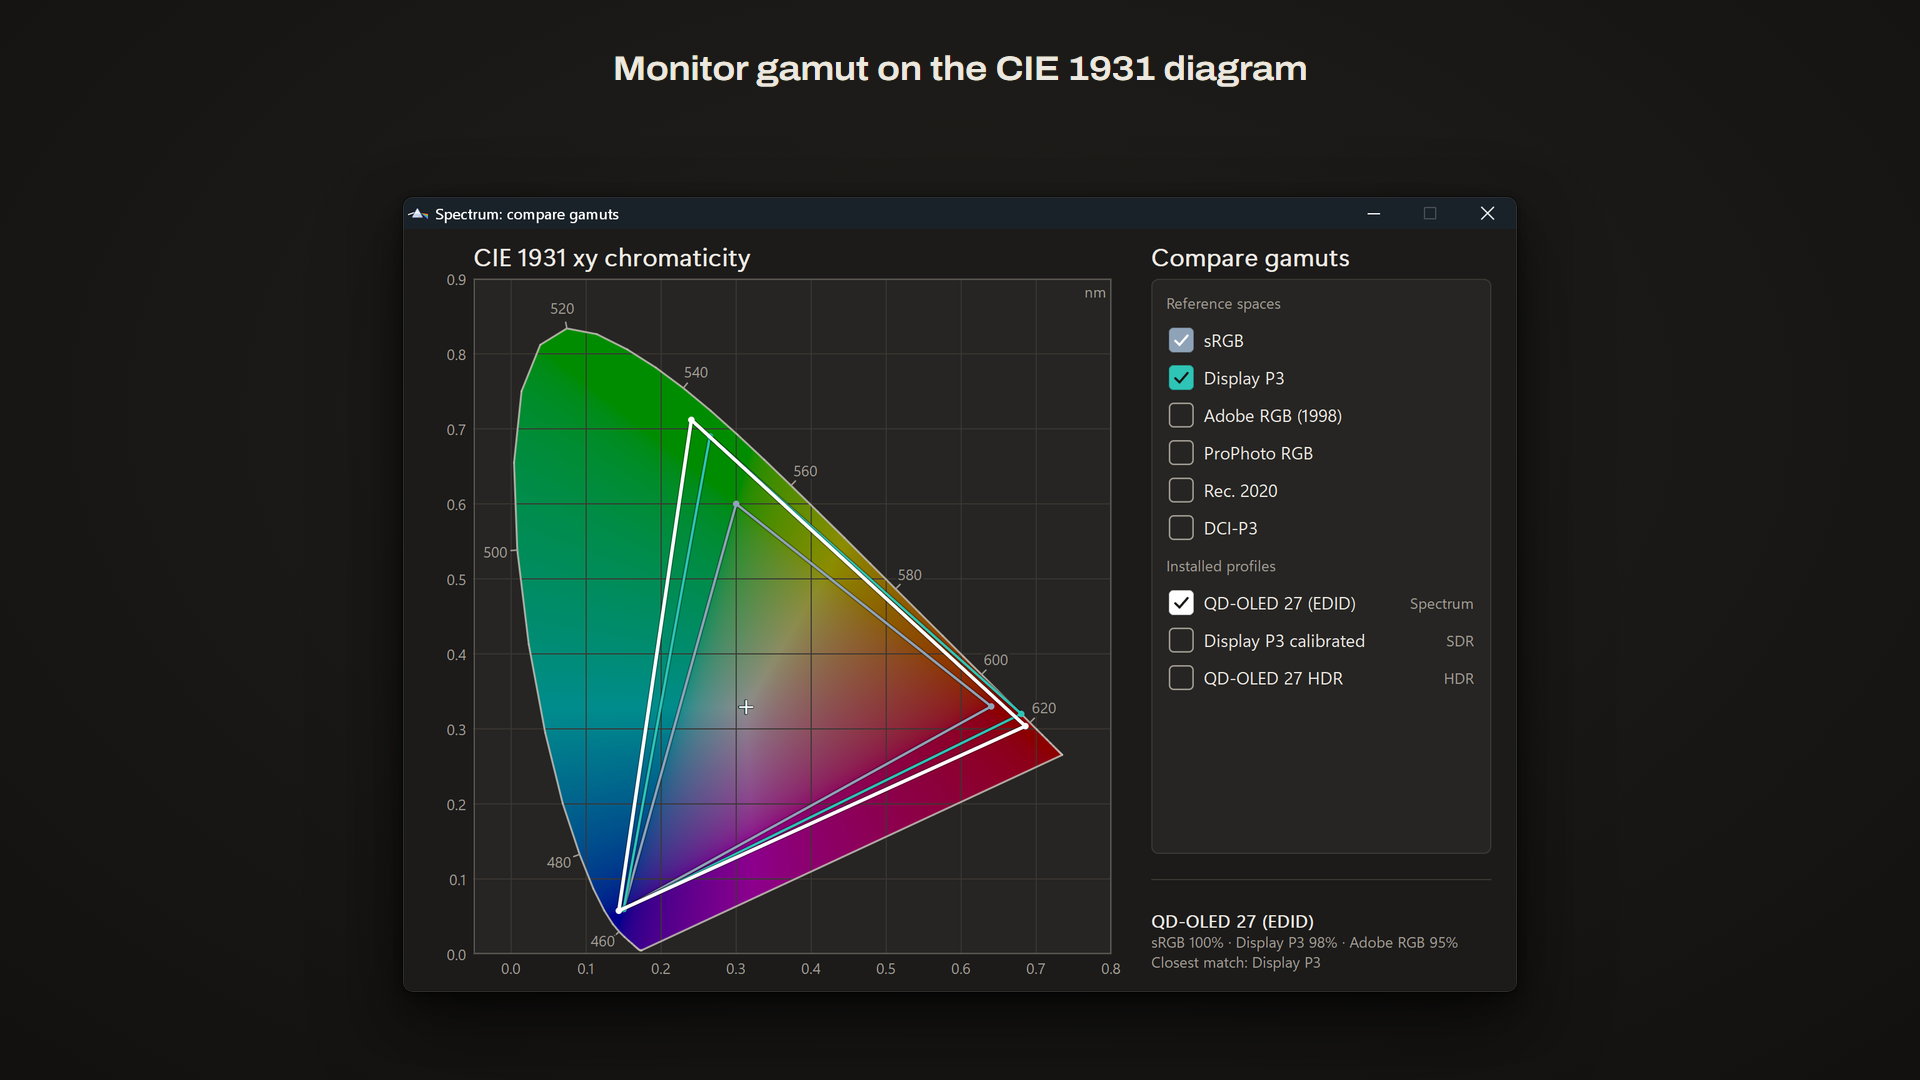 Monitor gamut on the CIE 1931 diagram
Spectrum: compare gamuts
CIE 1931 xy chromaticity
nm
0.9
0.8
0.7
0.6
0.5
0.4
0.3
0.2
0.1
0.0
0.0
0.1
0.2
0.3
0.4
0.5
0.6
0.7
0.8
520
540
560
580
600
620
500
480
460
Compare gamuts
Reference spaces
sRGB
Display P3
Adobe RGB (1998)
ProPhoto RGB
Rec. 2020
DCI-P3
Installed profiles
QD-OLED 27 (EDID) Spectrum
Display P3 calibrated SDR
QD-OLED 27 HDR HDR
QD-OLED 27 (EDID)
sRGB 100% · Display P3 98% · Adobe RGB 95%
Closest match: Display P3